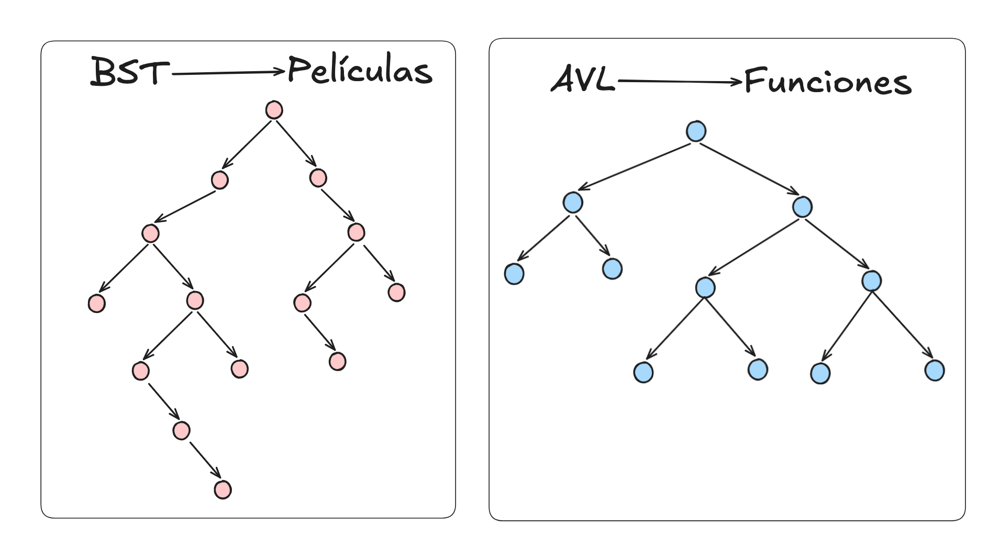 BST → Películas
AVL → Funciones